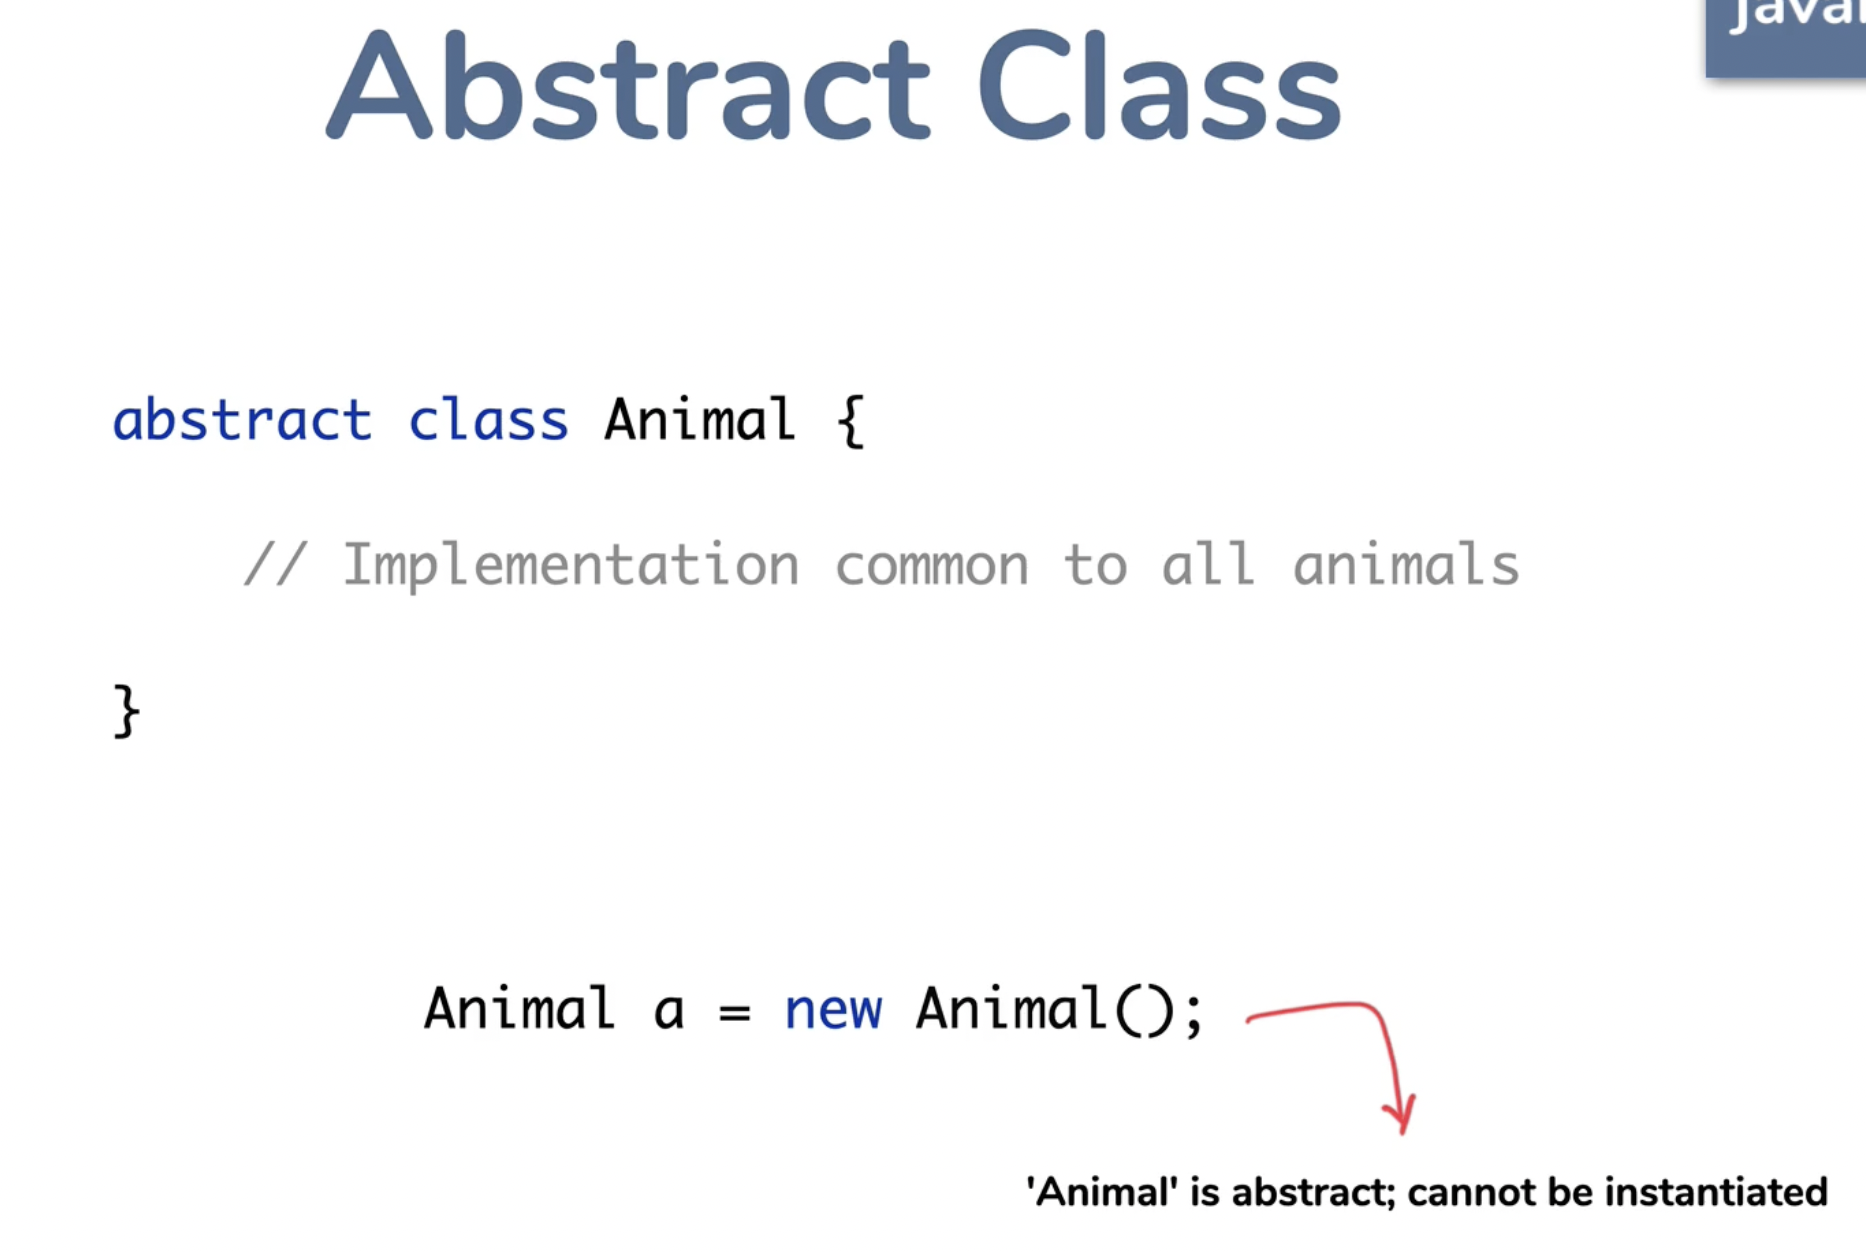 Abstract Class
abstract class Animal {
// Implementation common to all animals
}
Animal a = new Animal();
'Animal' is abstract; cannot be instantiated